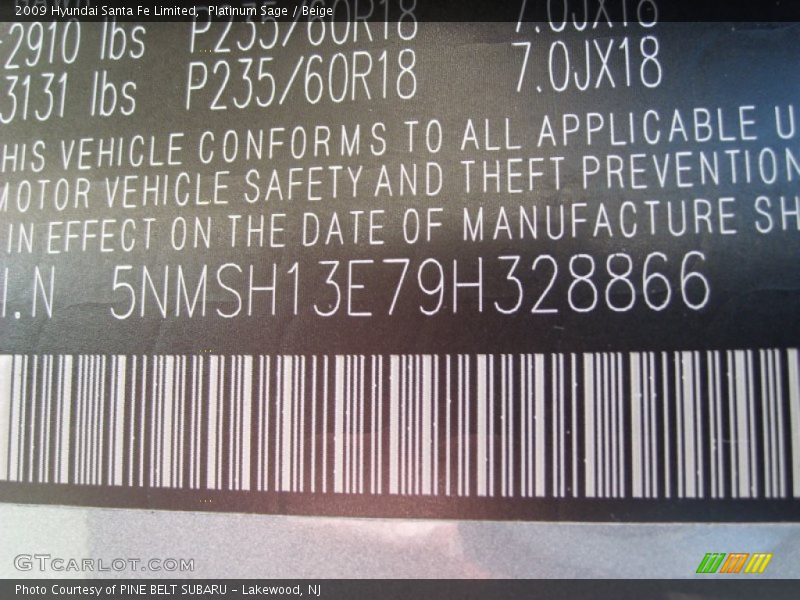 2009 Hyundai Santa Fe Limited, Platinum Sage / Beige
-2910 lbs P235/60R18 7.0JX18
3131 lbs P235/60R18 7.0JX18
HIS VEHICLE CONFORMS TO ALL APPLICABLE U
MOTOR VEHICLE SAFETY AND THEFT PREVENTION
IN EFFECT ON THE DATE OF MANUFACTURE SH
I.N 5NMSH13E79H328866
GTCARLOT.COM
Photo Courtesy of PINE BELT SUBARU - Lakewood, NJ